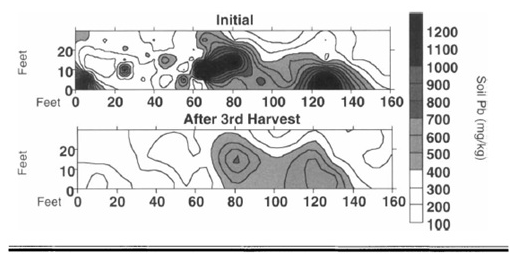 Initial
Feet
20
10
0
Feet 0 20 40 60 80 100 120 140 160
After 3rd Harvest
Feet
20
10
0
Feet 0 20 40 60 80 100 120 140 160
1200
1100
1000
900
800
700
600
500
400
300
200
100
Soil Pb (mg/kg)